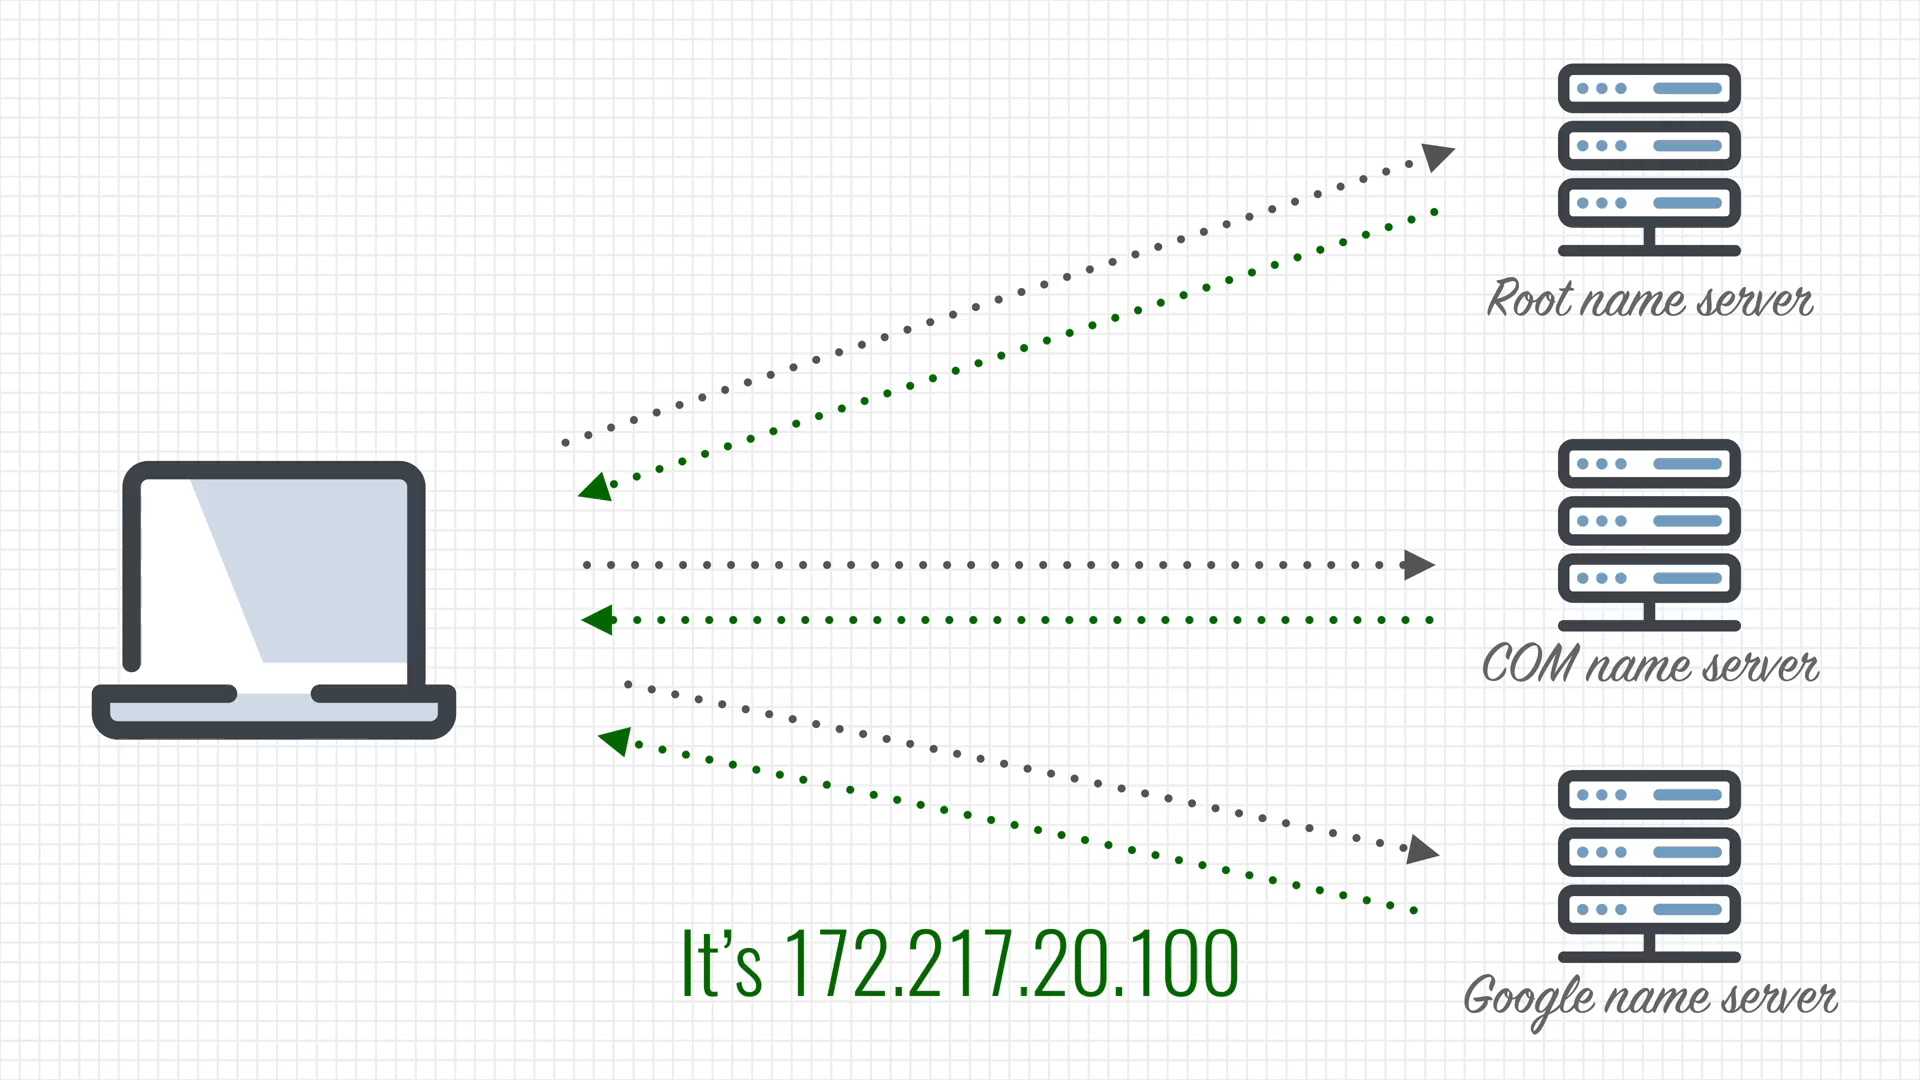 Root name server
COM name server
It’s 172.217.20.100
Google name server